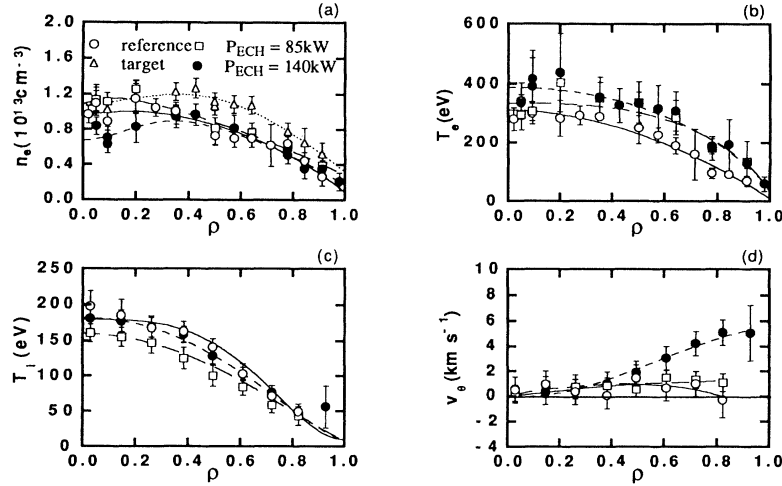 (a)
1.2
1.6
2.0
0.8
0.4
0.0
n_e (10^13 cm^-3)
reference
target
P_ECH = 85kW
P_ECH = 140kW
0.0 0.2 0.4 0.6 0.8 1.0
ρ
(b)
600
400
200
0
T_e (eV)
0.0 0.2 0.4 0.6 0.8 1.0
ρ
(c)
250
200
150
100
50
0
T_i (eV)
0.0 0.2 0.4 0.6 0.8 1.0
ρ
(d)
10
8
6
4
2
0
-2
-4
v_θ (km s^-1)
0.0 0.2 0.4 0.6 0.8 1.0
ρ